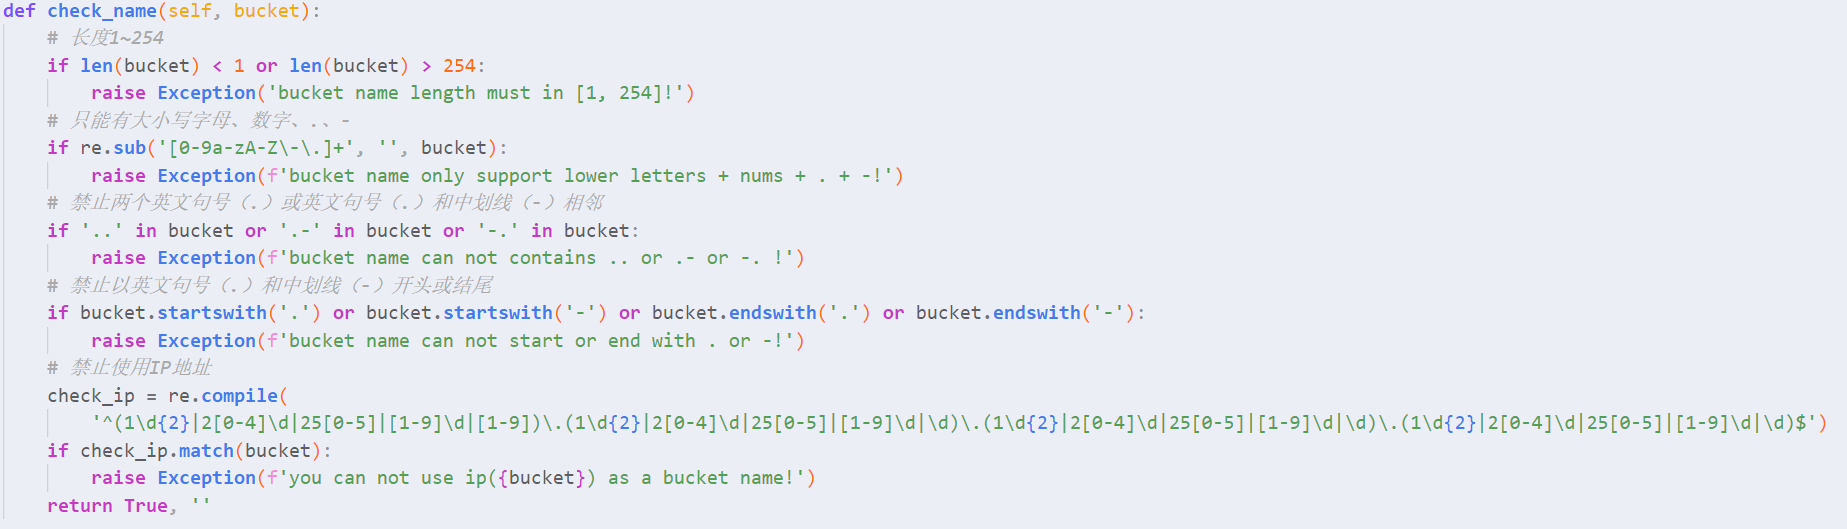 def check_name(self, bucket):
    # 长度1~254
    if len(bucket) < 1 or len(bucket) > 254:
        raise Exception('bucket name length must in [1, 254]!')
    # 只能有大小写字母、数字、.、-
    if re.sub('[0-9a-zA-Z\-\.]+', '', bucket):
        raise Exception(f'bucket name only support lower letters + nums + . + -!')
    # 禁止两个英文句号（.）或英文句号（.）和中划线（-）相邻
    if '..' in bucket or '.-' in bucket or '-.' in bucket:
        raise Exception(f'bucket name can not contains .. or .- or -. !')
    # 禁止以英文句号（.）和中划线（-）开头或结尾
    if bucket.startswith('.') or bucket.startswith('-') or bucket.endswith('.') or bucket.endswith('-'):
        raise Exception(f'bucket name can not start or end with . or -!')
    # 禁止使用IP地址
    check_ip = re.compile(
        '^(1\d{2}|2[0-4]\d|25[0-5]|[1-9]\d|[1-9])\.(1\d{2}|2[0-4]\d|25[0-5]|[1-9]\d|\d)\.(1\d{2}|2[0-4]\d|25[0-5]|[1-9]\d|\d)\.(1\d{2}|2[0-4]\d|25[0-5]|[1-9]\d|\d)$')
    if check_ip.match(bucket):
        raise Exception(f'you can not use ip({bucket}) as a bucket name!')
    return True, ''